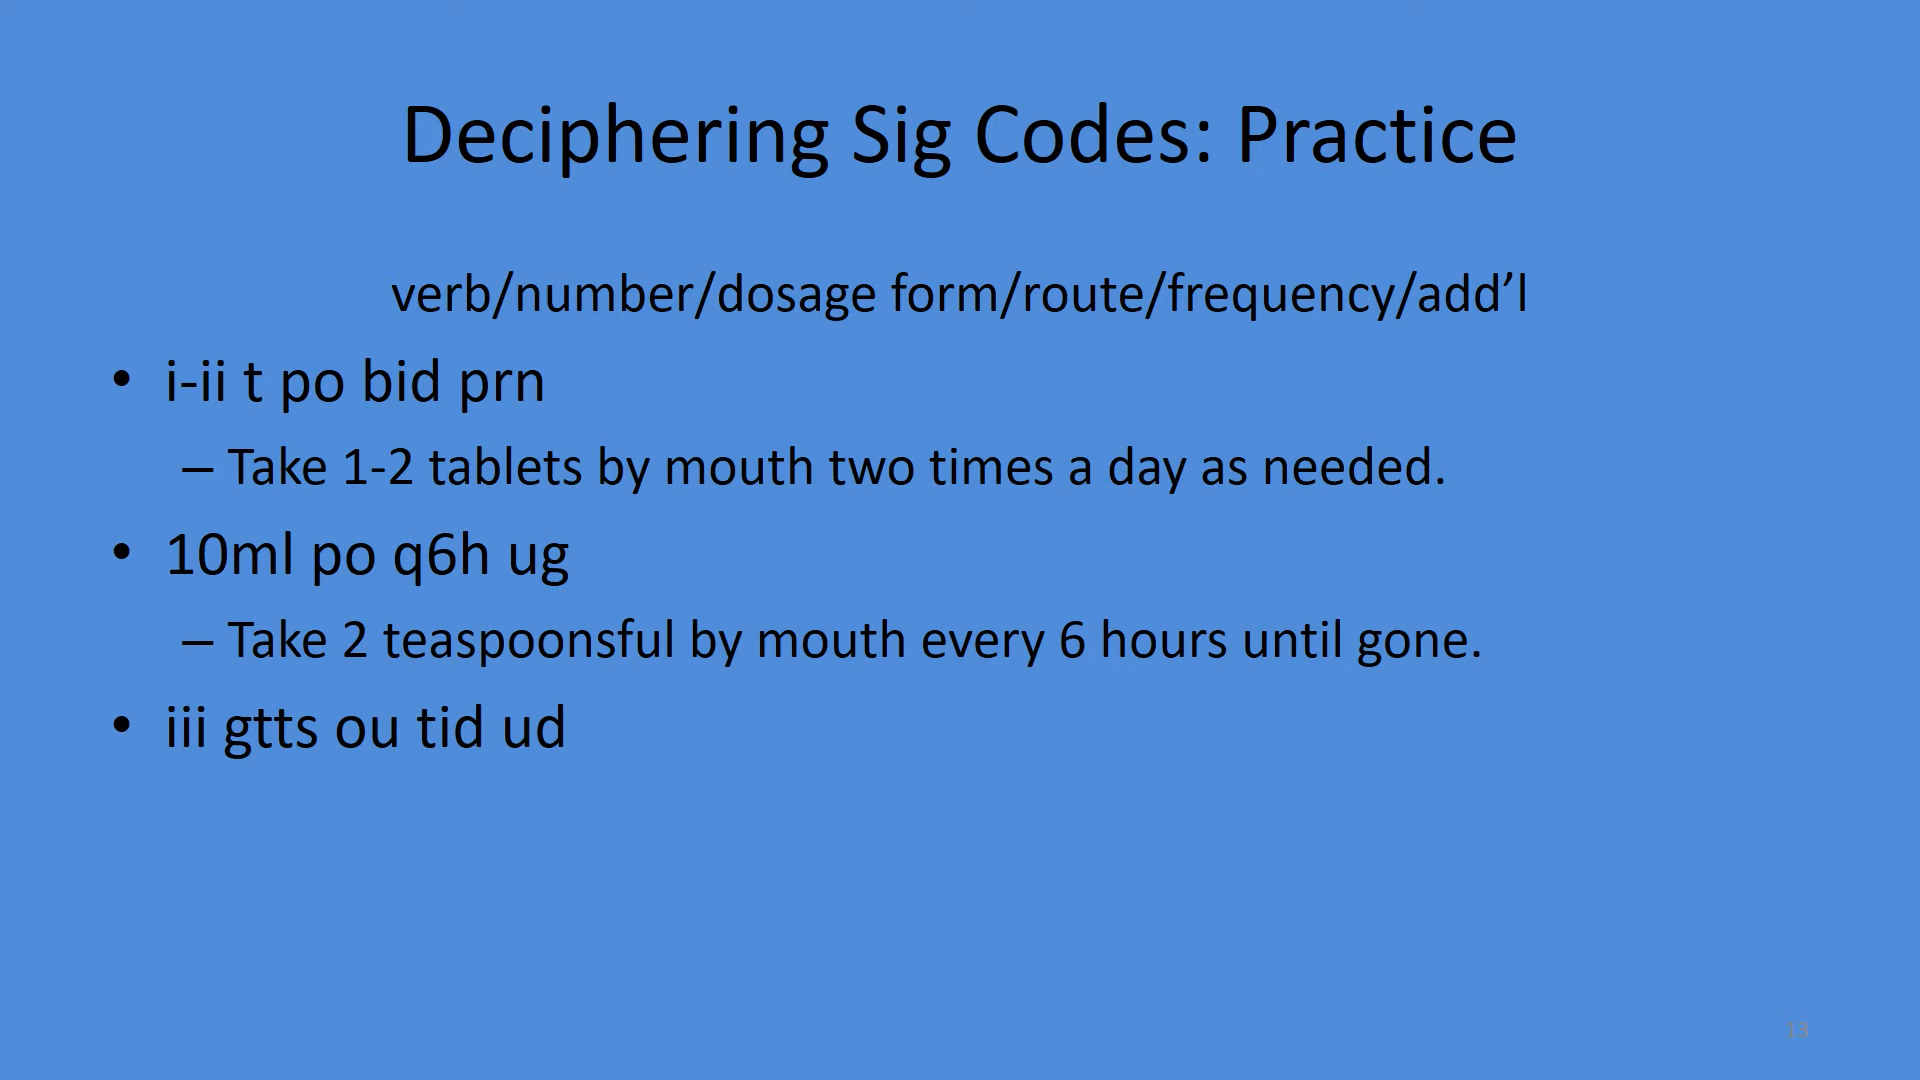 Deciphering Sig Codes: Practice
verb/number/dosage form/route/frequency/add’l
• i-ii t po bid prn
– Take 1-2 tablets by mouth two times a day as needed.
• 10ml po q6h ug
– Take 2 teaspoonsful by mouth every 6 hours until gone.
• iii gtts ou tid ud
13